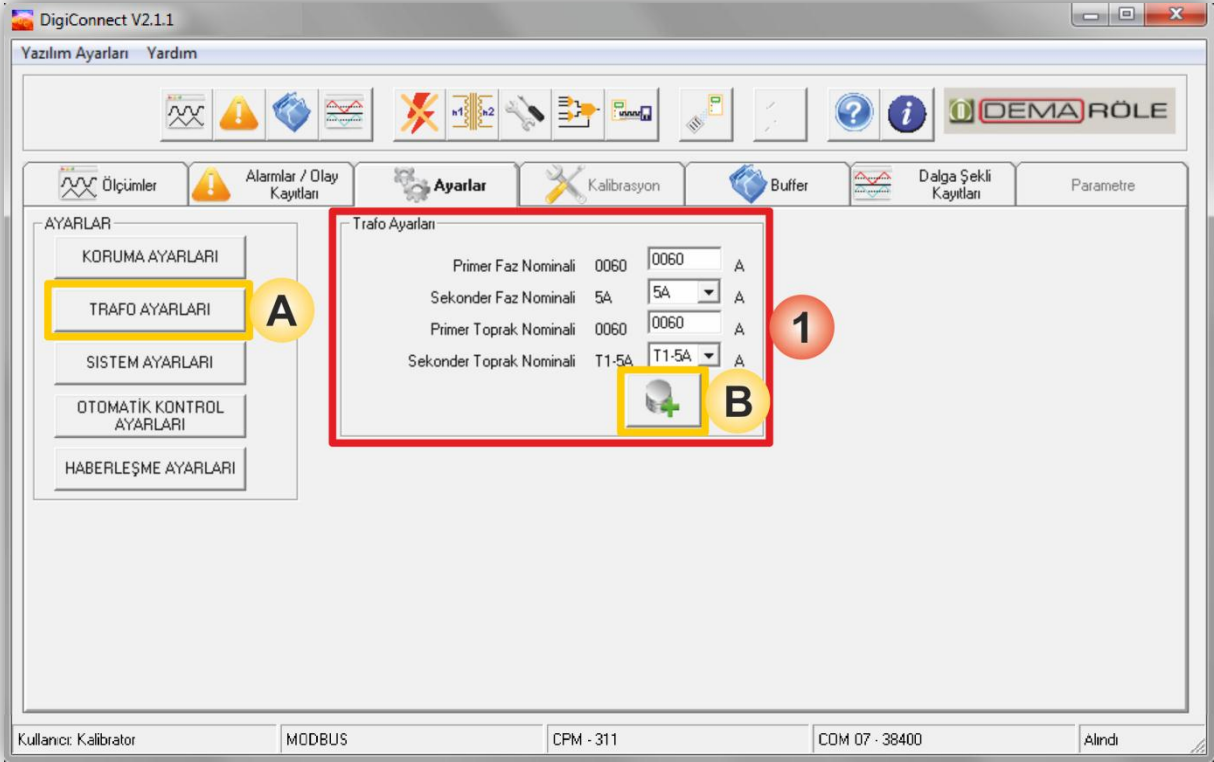 DigiConnect V2.1.1
Yazılım Ayarları Yardım
n1 n2
? i DEMA RÖLE
Ölçümler
Alarmlar / Olay
Kayıtları
Ayarlar
Kalibrasyon
Buffer
Dalga Şekli
Kayıtları
Parametre
AYARLAR
KORUMA AYARLARI
TRAFO AYARLARI
A
SISTEM AYARLARI
OTOMATİK KONTROL
AYARLARI
HABERLEŞME AYARLARI
Trafo Ayarları
Primer Faz Nominali 0060 0060 A
Sekonder Faz Nominali 5A 5A A
Primer Toprak Nominali 0060 0060 A
Sekonder Toprak Nominali T1-5A T1-5A A
1
B
Kullanıcı: Kalibrator MODBUS CPM - 311 COM 07 - 38400 Alındı